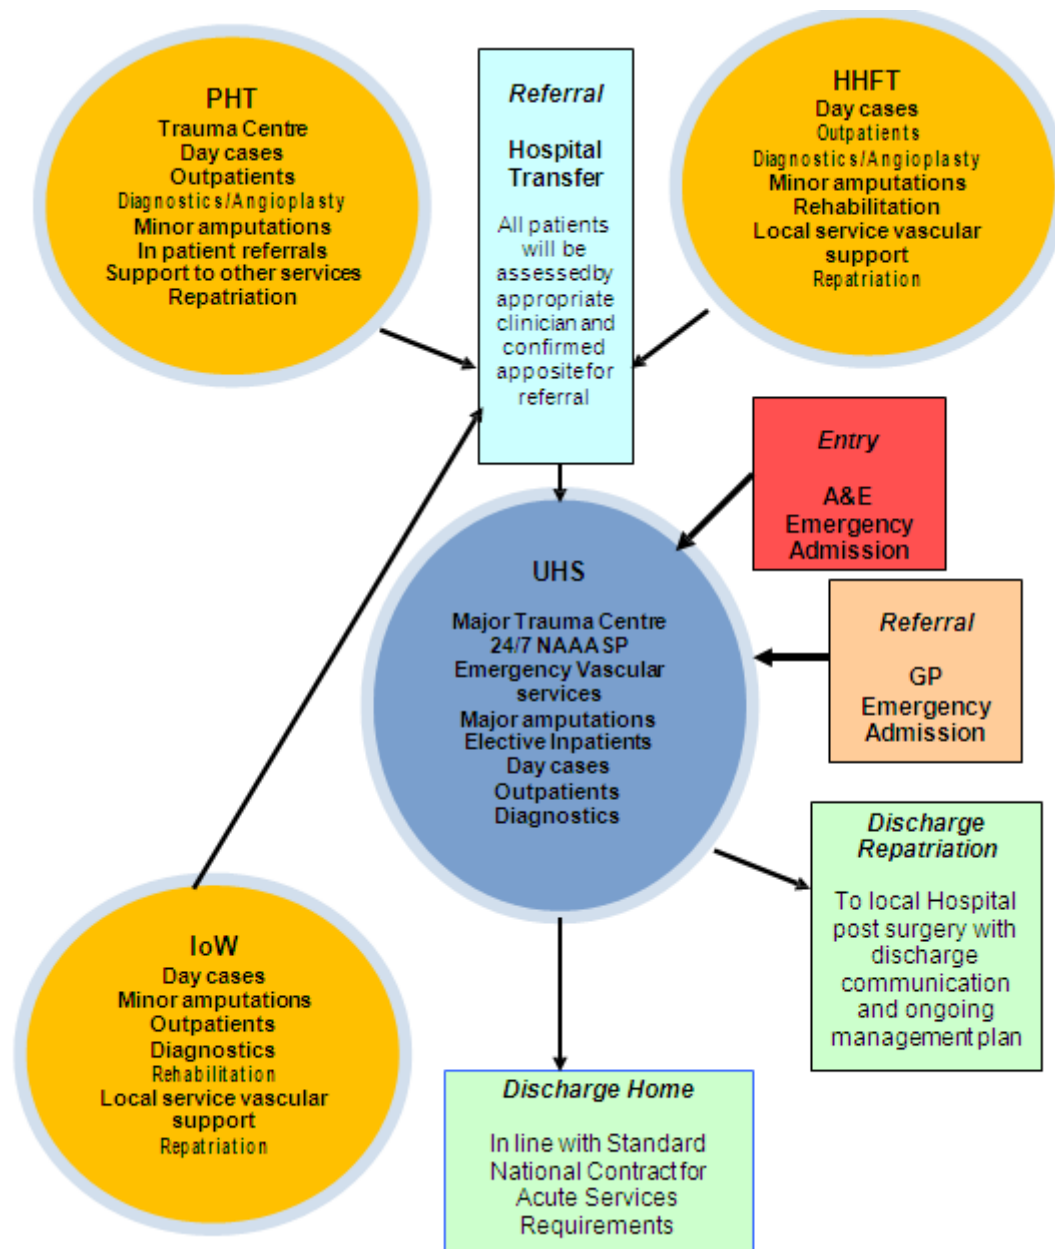 PHT
Trauma Centre
Day cases
Outpatients
Diagnostics/Angioplasty
Minor amputations
In patient referrals
Support to other services
Repatriation
Referral
Hospital
Transfer
All patients
will be
assessedby
appropriate
clinician and
confirmed
apposite for
referral
HHFT
Day cases
Outpatients
Diagnostics/Angioplasty
Minor amputations
Rehabilitation
Local service vascular
support
Repatriation
Entry
A&E
Emergency
Admission
UHS
Major Trauma Centre
24/7 NAAASP
Emergency Vascular
services
Major amputations
Elective Inpatients
Day cases
Outpatients
Diagnostics
Referral
GP
Emergency
Admission
Discharge
Repatriation
To local Hospital
post surgery with
discharge
communication
and ongoing
management plan
IoW
Day cases
Minor amputations
Outpatients
Diagnostics
Rehabilitation
Local service vascular
support
Repatriation
Discharge Home
In line with Standard
National Contract for
Acute Services
Requirements